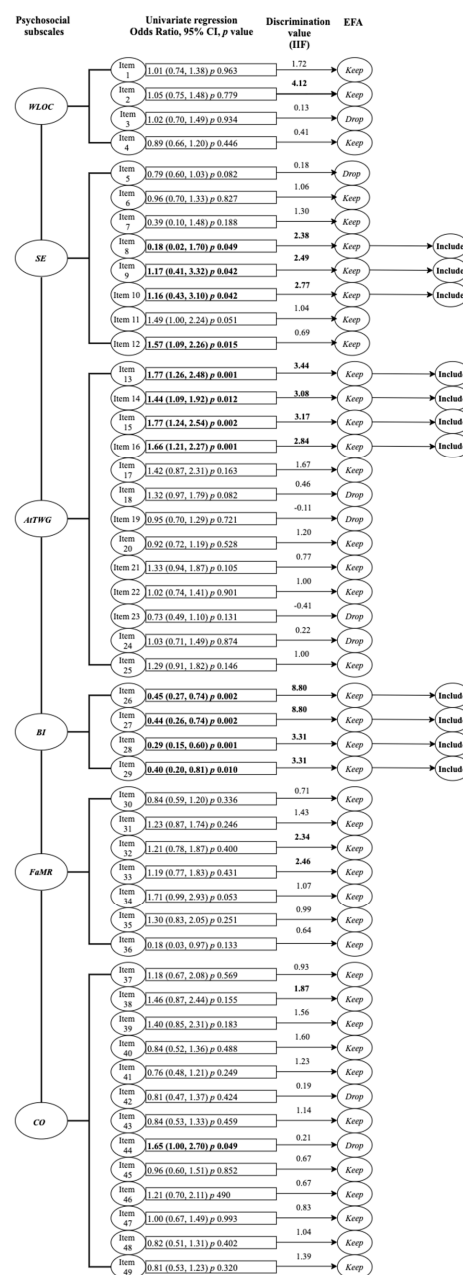 Psychosocial subscales
Univariate regression Odds Ratio, 95% CI, p value
Discrimination value (IIF)
EFA
WLOC
Item 1 1.01 (0.74, 1.38) p 0.963 1.72 Keep
Item 2 1.05 (0.75, 1.48) p 0.779 4.12 Keep
Item 3 1.02 (0.70, 1.49) p 0.934 0.13 Drop
Item 4 0.89 (0.66, 1.20) p 0.446 0.41 Keep
SE
Item 5 0.79 (0.60, 1.03) p 0.082 0.18 Drop
Item 6 0.96 (0.70, 1.33) p 0.827 1.06 Keep
Item 7 0.39 (0.10, 1.48) p 0.188 1.30 Keep
Item 8 0.18 (0.02, 1.70) p 0.049 2.38 Keep Include
Item 9 1.17 (0.41, 3.32) p 0.042 2.49 Keep Include
Item 10 1.16 (0.43, 3.10) p 0.042 2.77 Keep Include
Item 11 1.49 (1.00, 2.24) p 0.051 1.04 Keep
Item 12 1.57 (1.09, 2.26) p 0.015 0.69 Keep
AtTWG
Item 13 1.77 (1.26, 2.48) p 0.001 3.44 Keep Include
Item 14 1.44 (1.09, 1.92) p 0.012 3.08 Keep Include
Item 15 1.77 (1.24, 2.54) p 0.002 3.17 Keep Include
Item 16 1.66 (1.21, 2.27) p 0.001 2.84 Keep Include
Item 17 1.42 (0.87, 2.31) p 0.163 1.67 Keep
Item 18 1.32 (0.97, 1.79) p 0.082 0.46 Drop
Item 19 0.95 (0.70, 1.29) p 0.721 -0.11 Drop
Item 20 0.92 (0.72, 1.19) p 0.528 1.20 Keep
Item 21 1.33 (0.94, 1.87) p 0.105 0.77 Keep
Item 22 1.02 (0.74, 1.41) p 0.901 1.00 Keep
Item 23 0.73 (0.49, 1.10) p 0.131 -0.41 Drop
Item 24 1.03 (0.71, 1.49) p 0.874 0.22 Drop
Item 25 1.29 (0.91, 1.82) p 0.146 1.00 Keep
BI
Item 26 0.45 (0.27, 0.74) p 0.002 8.80 Keep Include
Item 27 0.44 (0.26, 0.74) p 0.002 8.80 Keep Include
Item 28 0.29 (0.15, 0.60) p 0.001 3.31 Keep Include
Item 29 0.40 (0.20, 0.81) p 0.010 3.31 Keep Include
FaMR
Item 30 0.84 (0.59, 1.20) p 0.336 0.71 Keep
Item 31 1.23 (0.87, 1.74) p 0.246 1.43 Keep
Item 32 1.21 (0.78, 1.87) p 0.400 2.34 Keep
Item 33 1.19 (0.77, 1.83) p 0.431 2.46 Keep
Item 34 1.71 (0.99, 2.93) p 0.053 1.07 Keep
Item 35 1.30 (0.83, 2.05) p 0.251 0.99 Keep
Item 36 0.18 (0.03, 0.97) p 0.133 0.64 Keep
CO
Item 37 1.18 (0.67, 2.08) p 0.569 0.93 Keep
Item 38 1.46 (0.87, 2.44) p 0.155 1.87 Keep
Item 39 1.40 (0.85, 2.31) p 0.183 1.56 Keep
Item 40 0.84 (0.52, 1.36) p 0.488 1.60 Keep
Item 41 0.76 (0.48, 1.21) p 0.249 1.23 Keep
Item 42 0.81 (0.47, 1.37) p 0.424 0.19 Drop
Item 43 0.84 (0.53, 1.33) p 0.459 1.14 Keep
Item 44 1.65 (1.00, 2.70) p 0.049 0.21 Drop
Item 45 0.96 (0.60, 1.51) p 0.852 0.67 Keep
Item 46 1.21 (0.70, 2.11) p 490 0.67 Keep
Item 47 1.00 (0.67, 1.49) p 0.993 0.83 Keep
Item 48 0.82 (0.51, 1.31) p 0.402 1.04 Keep
Item 49 0.81 (0.53, 1.23) p 0.320 1.39 Keep